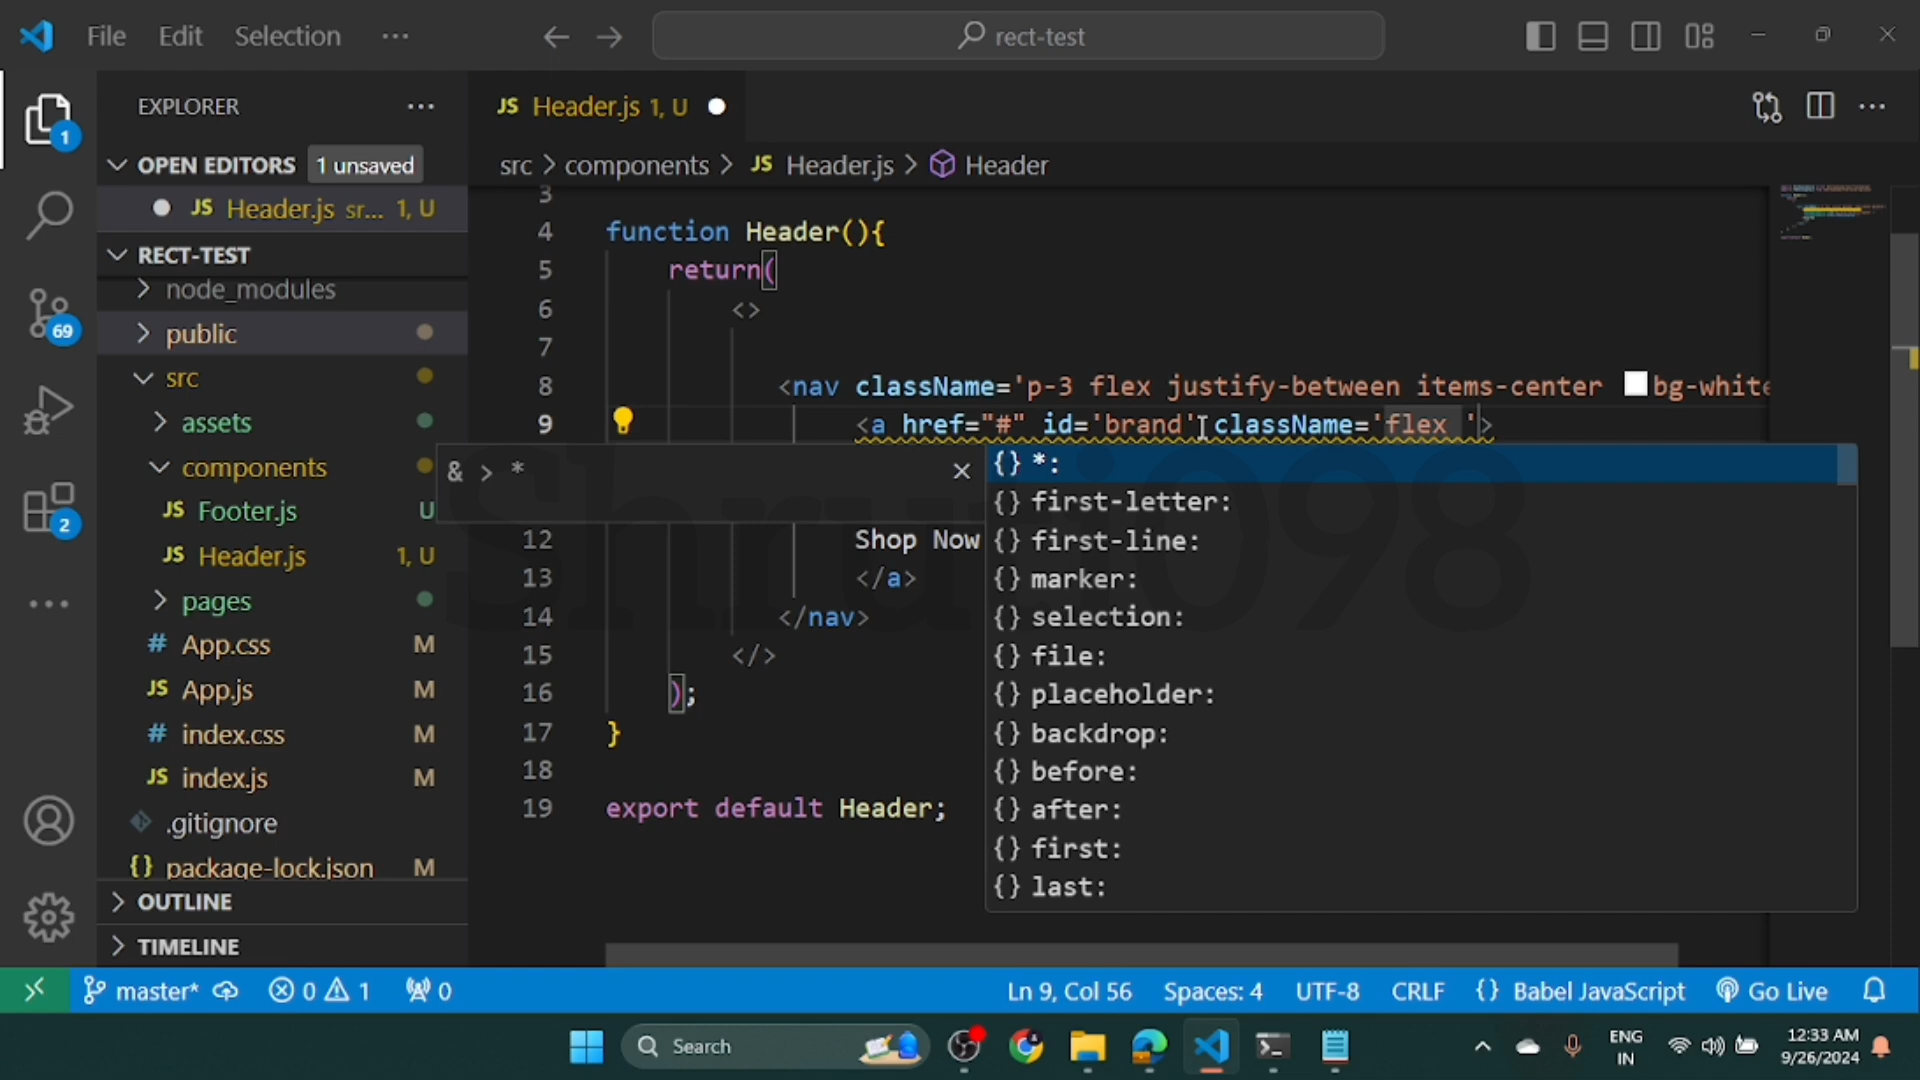 File Edit Selection ···
rect-test
EXPLORER
OPEN EDITORS 1 unsaved
JS Header.js sr... 1, U
RECT-TEST
node_modules
public
src
assets
components
JS Footer.js U
JS Header.js 1, U
pages
# App.css M
JS App.js M
# index.css M
JS index.js M
.gitignore
{} package-lock.json M
OUTLINE
TIMELINE
1
69
2
JS Header.js 1, U
src > components > JS Header.js > Header
3
4 function Header(){
5 return(
6 <>
7
8 <nav className='p-3 flex justify-between items-center bg-white
9 <a href="#" id='brand' className='flex '>
& > *
12 Shop Now
13 </a>
14 </nav>
15 </>
16 );
17 }
18
19 export default Header;
{} *:
{} first-letter:
{} first-line:
{} marker:
{} selection:
{} file:
{} placeholder:
{} backdrop:
{} before:
{} after:
{} first:
{} last:
Shruti098
master* 0 1 0 Ln 9, Col 56 Spaces: 4 UTF-8 CRLF {} Babel JavaScript Go Live
Search
ENG
IN
12:33 AM
9/26/2024